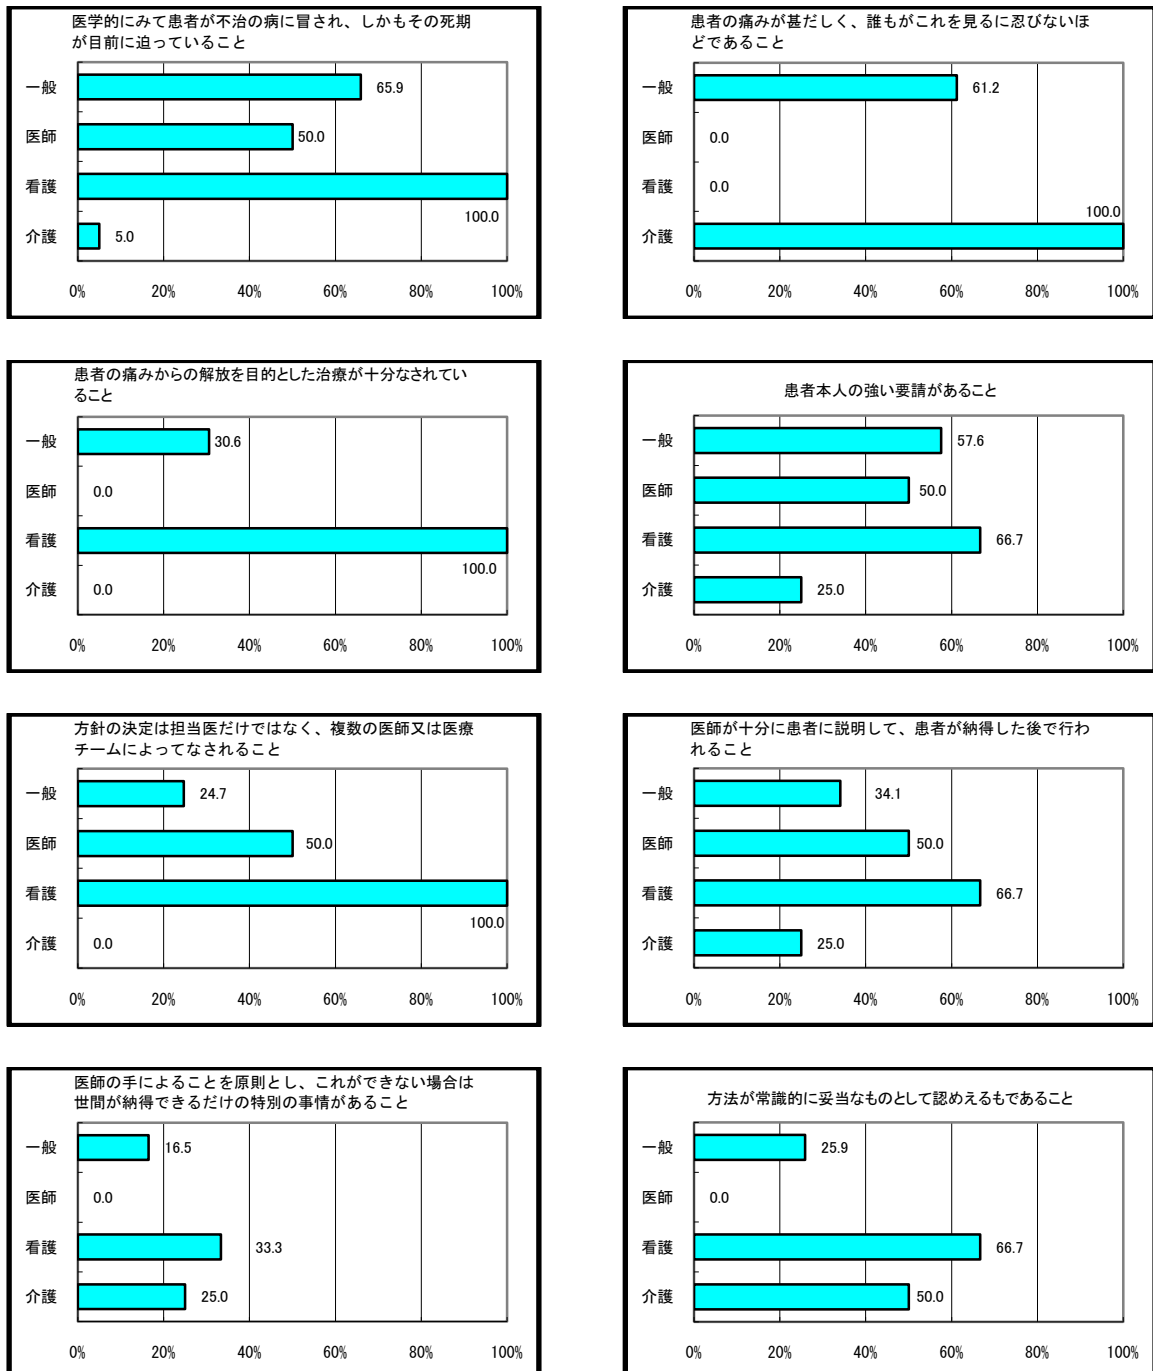 医学的にみて患者が不治の病に冒され、しかもその死期
が目前に迫っていること
一般
65.9
医師
50.0
看護
100.0
介護
5.0
0% 20% 40% 60% 80% 100%
患者の痛みが甚だしく、誰もがこれを見るに忍びないほ
どであること
一般
61.2
医師
0.0
看護
0.0
100.0
介護
0% 20% 40% 60% 80% 100%
患者の痛みからの解放を目的とした治療が十分なされてい
ること
一般
30.6
医師
0.0
看護
100.0
介護
0.0
0% 20% 40% 60% 80% 100%
患者本人の強い要請があること
一般
57.6
医師
50.0
看護
66.7
介護
25.0
0% 20% 40% 60% 80% 100%
方針の決定は担当医だけではなく、複数の医師又は医療
チームによってなされること
一般
24.7
医師
50.0
看護
100.0
介護
0.0
0% 20% 40% 60% 80% 100%
医師が十分に患者に説明して、患者が納得した後で行わ
れること
一般
34.1
医師
50.0
看護
66.7
介護
25.0
0% 20% 40% 60% 80% 100%
医師の手によることを原則とし、これができない場合は
世間が納得できるだけの特別の事情があること
一般
16.5
医師
0.0
看護
33.3
介護
25.0
0% 20% 40% 60% 80% 100%
方法が常識的に妥当なものとして認めえるもであること
一般
25.9
医師
0.0
看護
66.7
介護
50.0
0% 20% 40% 60% 80% 100%